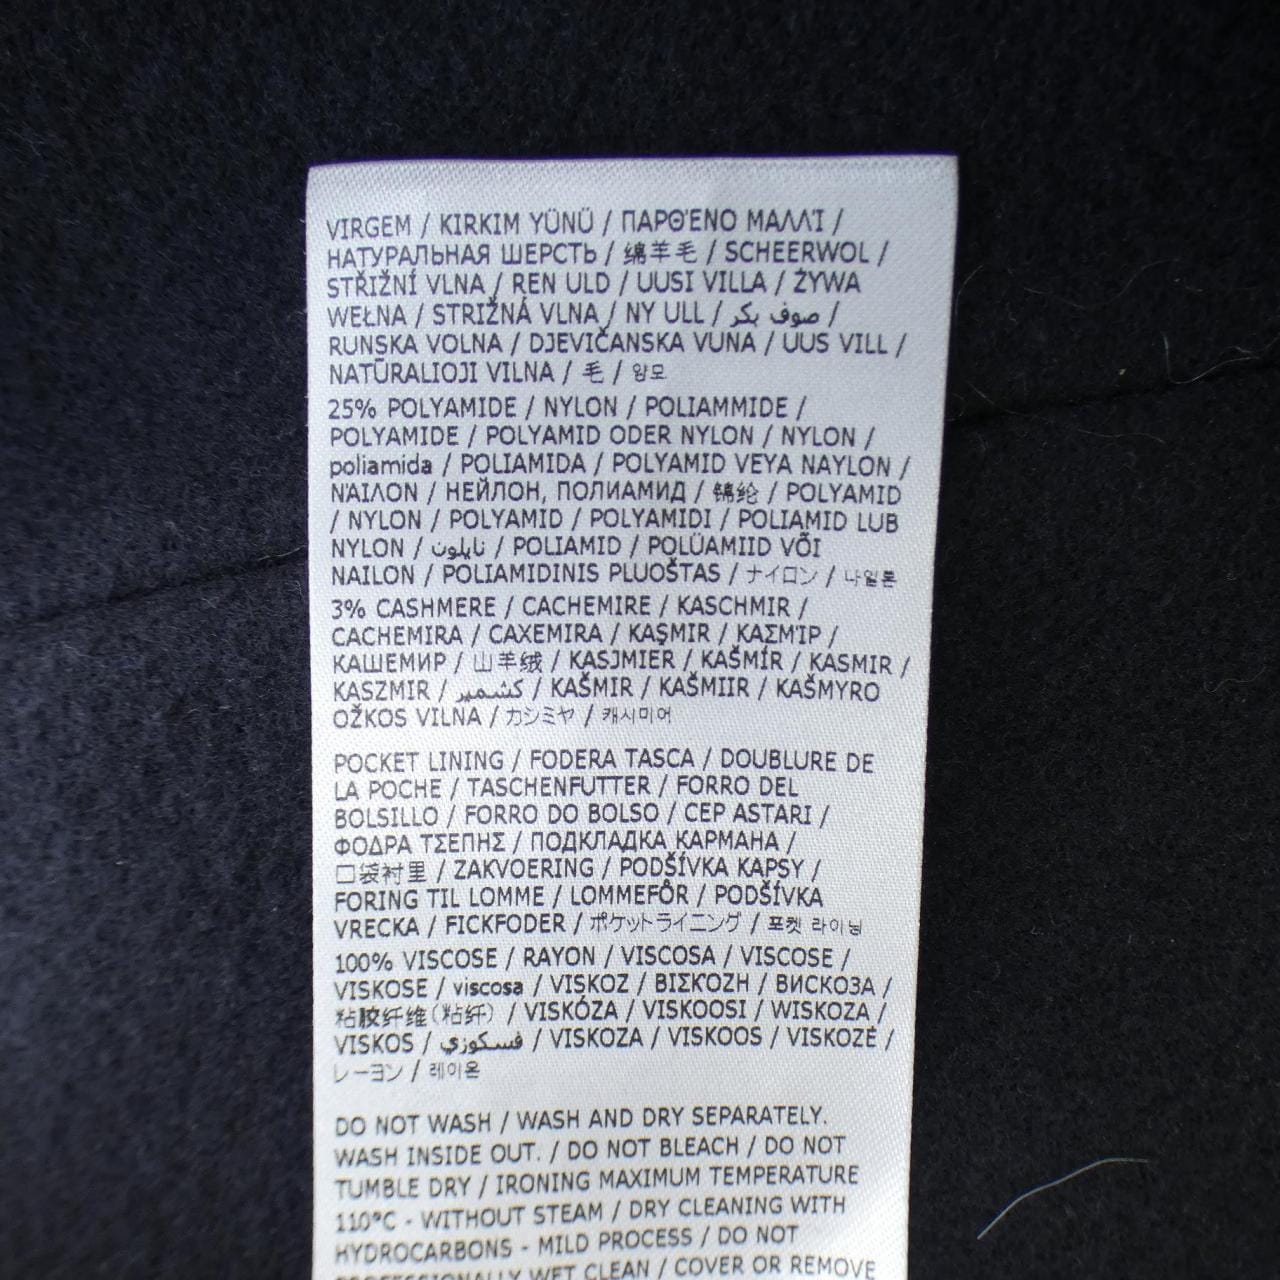 VIRGEM / KIRKIM YÜNÜ / ΠΑΡΘΈΝΟ ΜΑΛΛΊ /
НАТУРАЛЬНАЯ ШЕРСТЬ / 绵羊毛 / SCHEERWOL /
STŘIŽNÍ VLNA / REN ULD / UUSI VILLA / ŻYWA
WEŁNA / STRIŽNÁ VLNA / NY ULL / صوف بكر /
RUNSKA VOLNA / DJEVIČANSKA VUNA / UUS VILL /
NATŪRALIOJI VILNA / 毛 / 양모
25% POLYAMIDE / NYLON / POLIAMMIDE /
POLYAMIDE / POLYAMID ODER NYLON / NYLON /
poliamida / POLIAMIDA / POLYAMID VEYA NAYLON /
ΝΆΙΛΟΝ / НЕЙЛОН, ПОЛИАМИД / 锦纶 / POLYAMID
/ NYLON / POLYAMID / POLYAMIDI / POLIAMID LUB
NYLON / نايلون / POLIAMID / POLÜAMIID VÕI
NAILON / POLIAMIDINIS PLUOŠTAS / ナイロン / 나일론
3% CASHMERE / CACHEMIRE / KASCHMIR /
CACHEMIRA / CAXEMIRA / KAŞMIR / ΚΑΣΜΊΡ /
КАШЕМИР / 山羊绒 / KASJMIER / KAŠMÍR / KASMIR /
KASZMIR / كشمير / KAŠMIR / KAŠMIIR / KAŠMYRO
OŽKOS VILNA / カシミヤ / 캐시미어
POCKET LINING / FODERA TASCA / DOUBLURE DE
LA POCHE / TASCHENFUTTER / FORRO DEL
BOLSILLO / FORRO DO BOLSO / CEP ASTARI /
ΦΟΔΡΑ ΤΣΕΠΗΣ / ПОДКЛАДКА КАРМАНА /
口袋衬里 / ZAKVOERING / PODŠÍVKA KAPSY /
FORING TIL LOMME / LOMMEFÔR / PODŠÍVKA
VRECKA / FICKFODER / ポケットライニング / 포켓 라이닝
100% VISCOSE / RAYON / VISCOSA / VISCOSE /
VISKOSE / viscosa / VISKOZ / ΒΙΣΚΌΖΗ / ВИСКОЗА /
粘胶纤维(粘纤) / VISKÓZA / VISKOOSI / WISKOZA /
VISKOS / فسكوزي / VISKOZA / VISKOOS / VISKOZĖ /
レーヨン / 레이온
DO NOT WASH / WASH AND DRY SEPARATELY.
WASH INSIDE OUT. / DO NOT BLEACH / DO NOT
TUMBLE DRY / IRONING MAXIMUM TEMPERATURE
110°C - WITHOUT STEAM / DRY CLEANING WITH
HYDROCARBONS - MILD PROCESS / DO NOT
PROFESSIONALLY WET CLEAN / COVER OR REMOVE